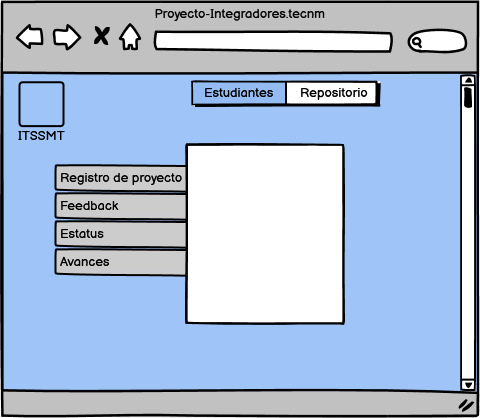 Proyecto-Integradores.tecnm
Estudiantes Repositorio
ITSSMT
Registro de proyecto
Feedback
Estatus
Avances